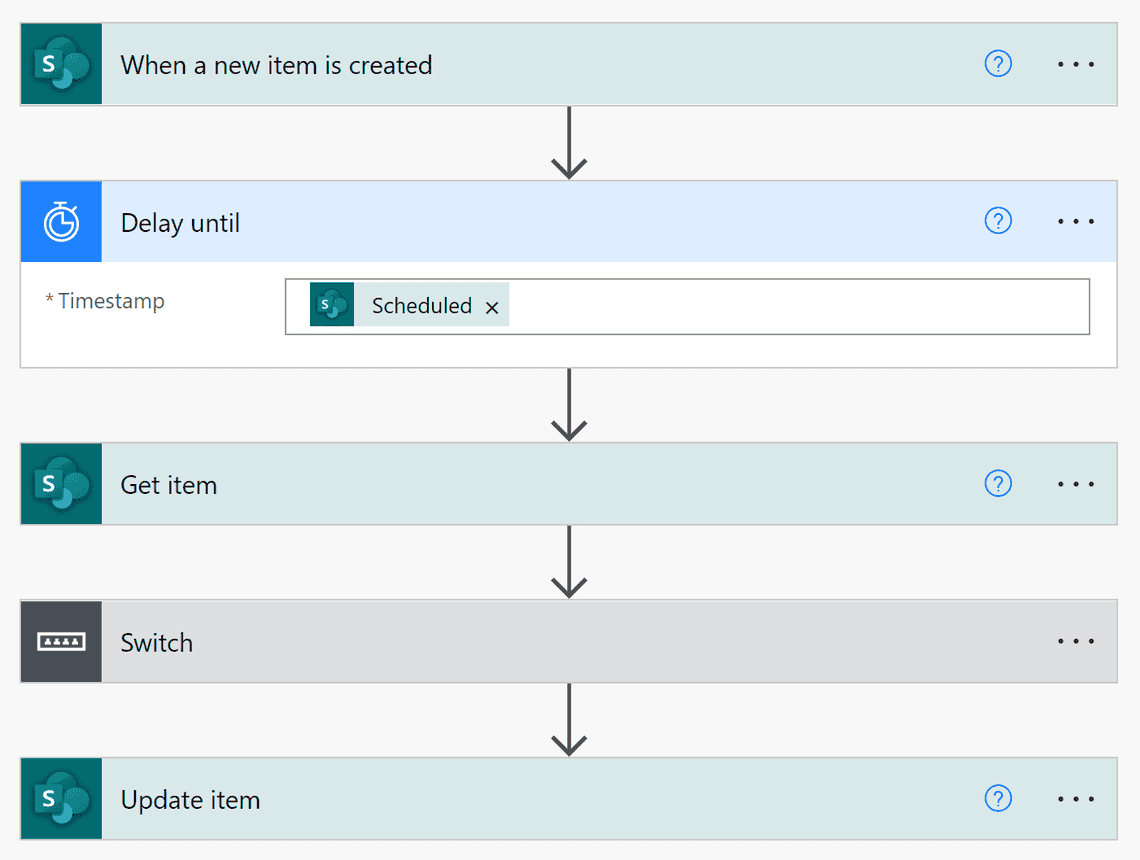 S When a new item is created ? ...
Delay until ? ...
* Timestamp S Scheduled ×
S Get item ? ...
Switch ...
S Update item ? ...